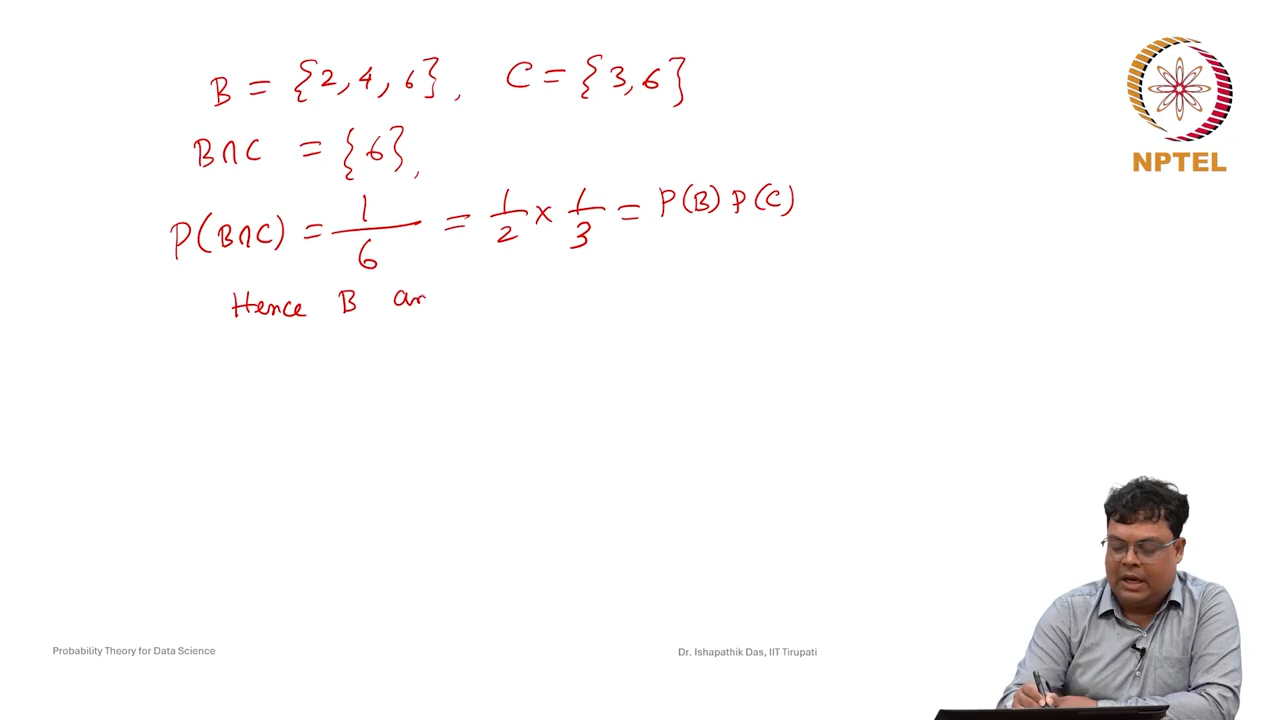 B = {2, 4, 6}, C = {3, 6}
B∩C = {6},
P(B∩C) = 1/6 = 1/2 × 1/3 = P(B) P(C)
Hence B an
NPTEL
Probability Theory for Data Science
Dr. Ishapathik Das, IIT Tirupati